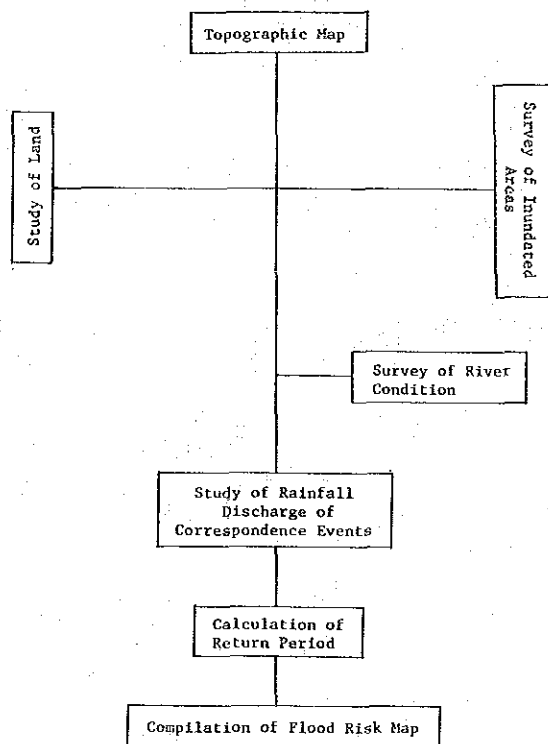 Topographic Map
Study of Land
Survey of Inundated
Areas
Survey of River
Condition
Study of Rainfall
Discharge of
Correspondence Events
Calculation of
Return Period
Compilation of Flood Risk Map